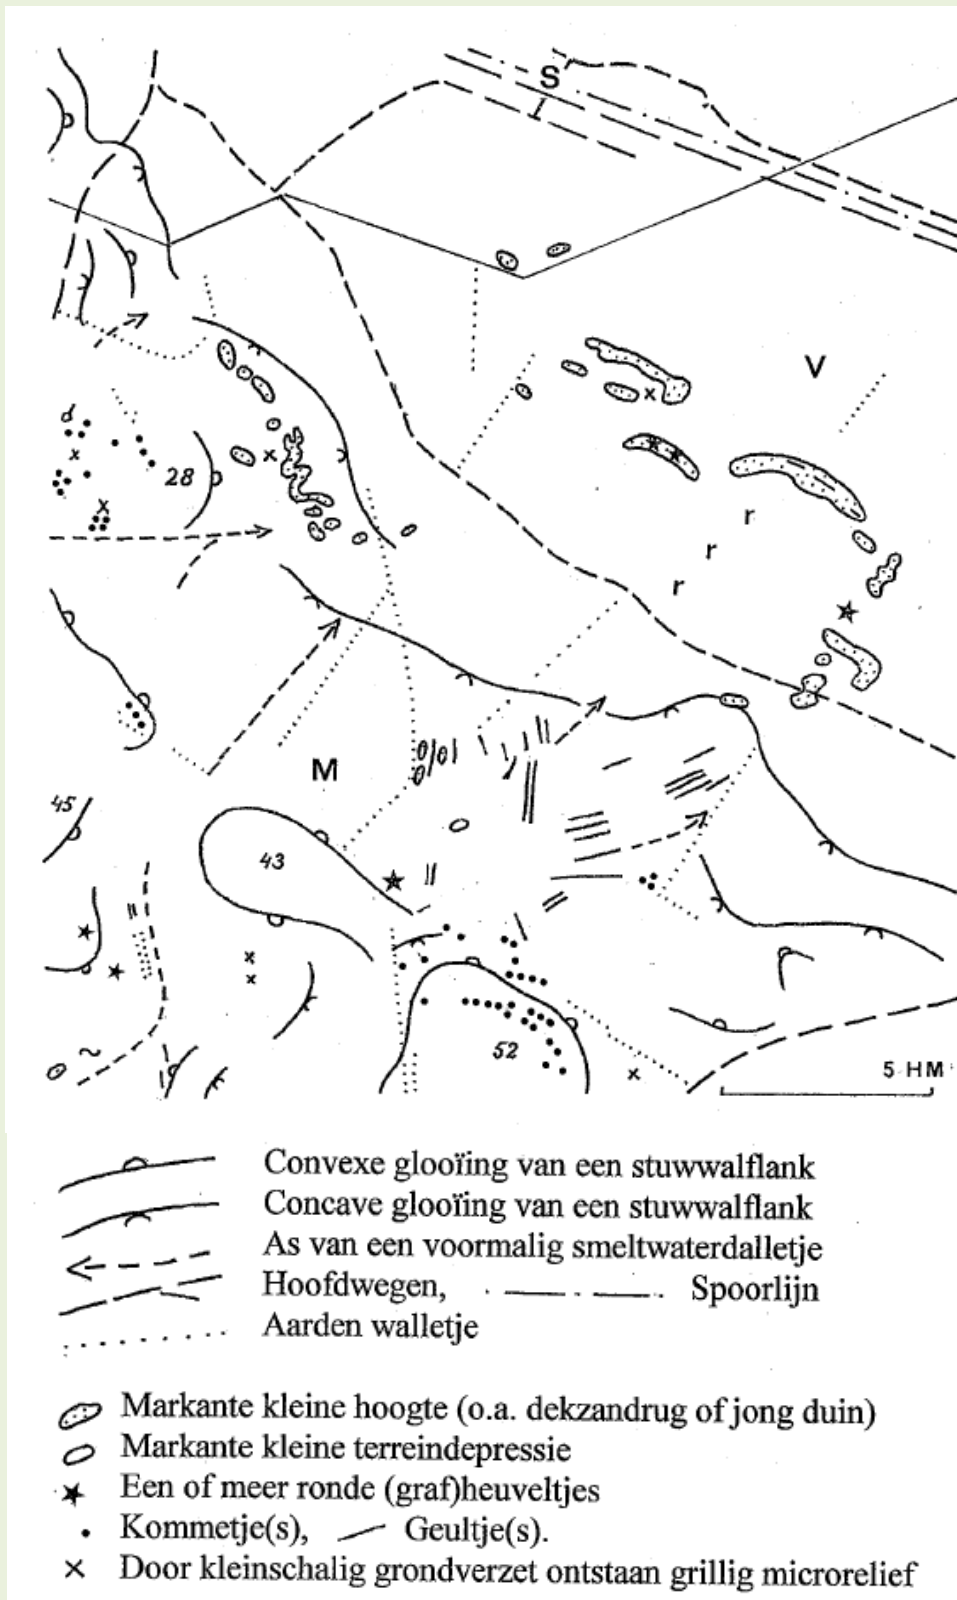 S
V
d
x
28
x
x
x
r
r
r
M
45
43
x
x
52
x
~
5 HM
Convexe glooïing van een stuwwalflank
Concave glooïing van een stuwwalflank
As van een voormalig smeltwaterdalletje
Hoofdwegen, Spoorlijn
Aarden walletje
Markante kleine hoogte (o.a. dekzandrug of jong duin)
Markante kleine terreindepressie
Een of meer ronde (graf)heuveltjes
Kommetje(s), Geultje(s).
x Door kleinschalig grondverzet ontstaan grillig microrelief